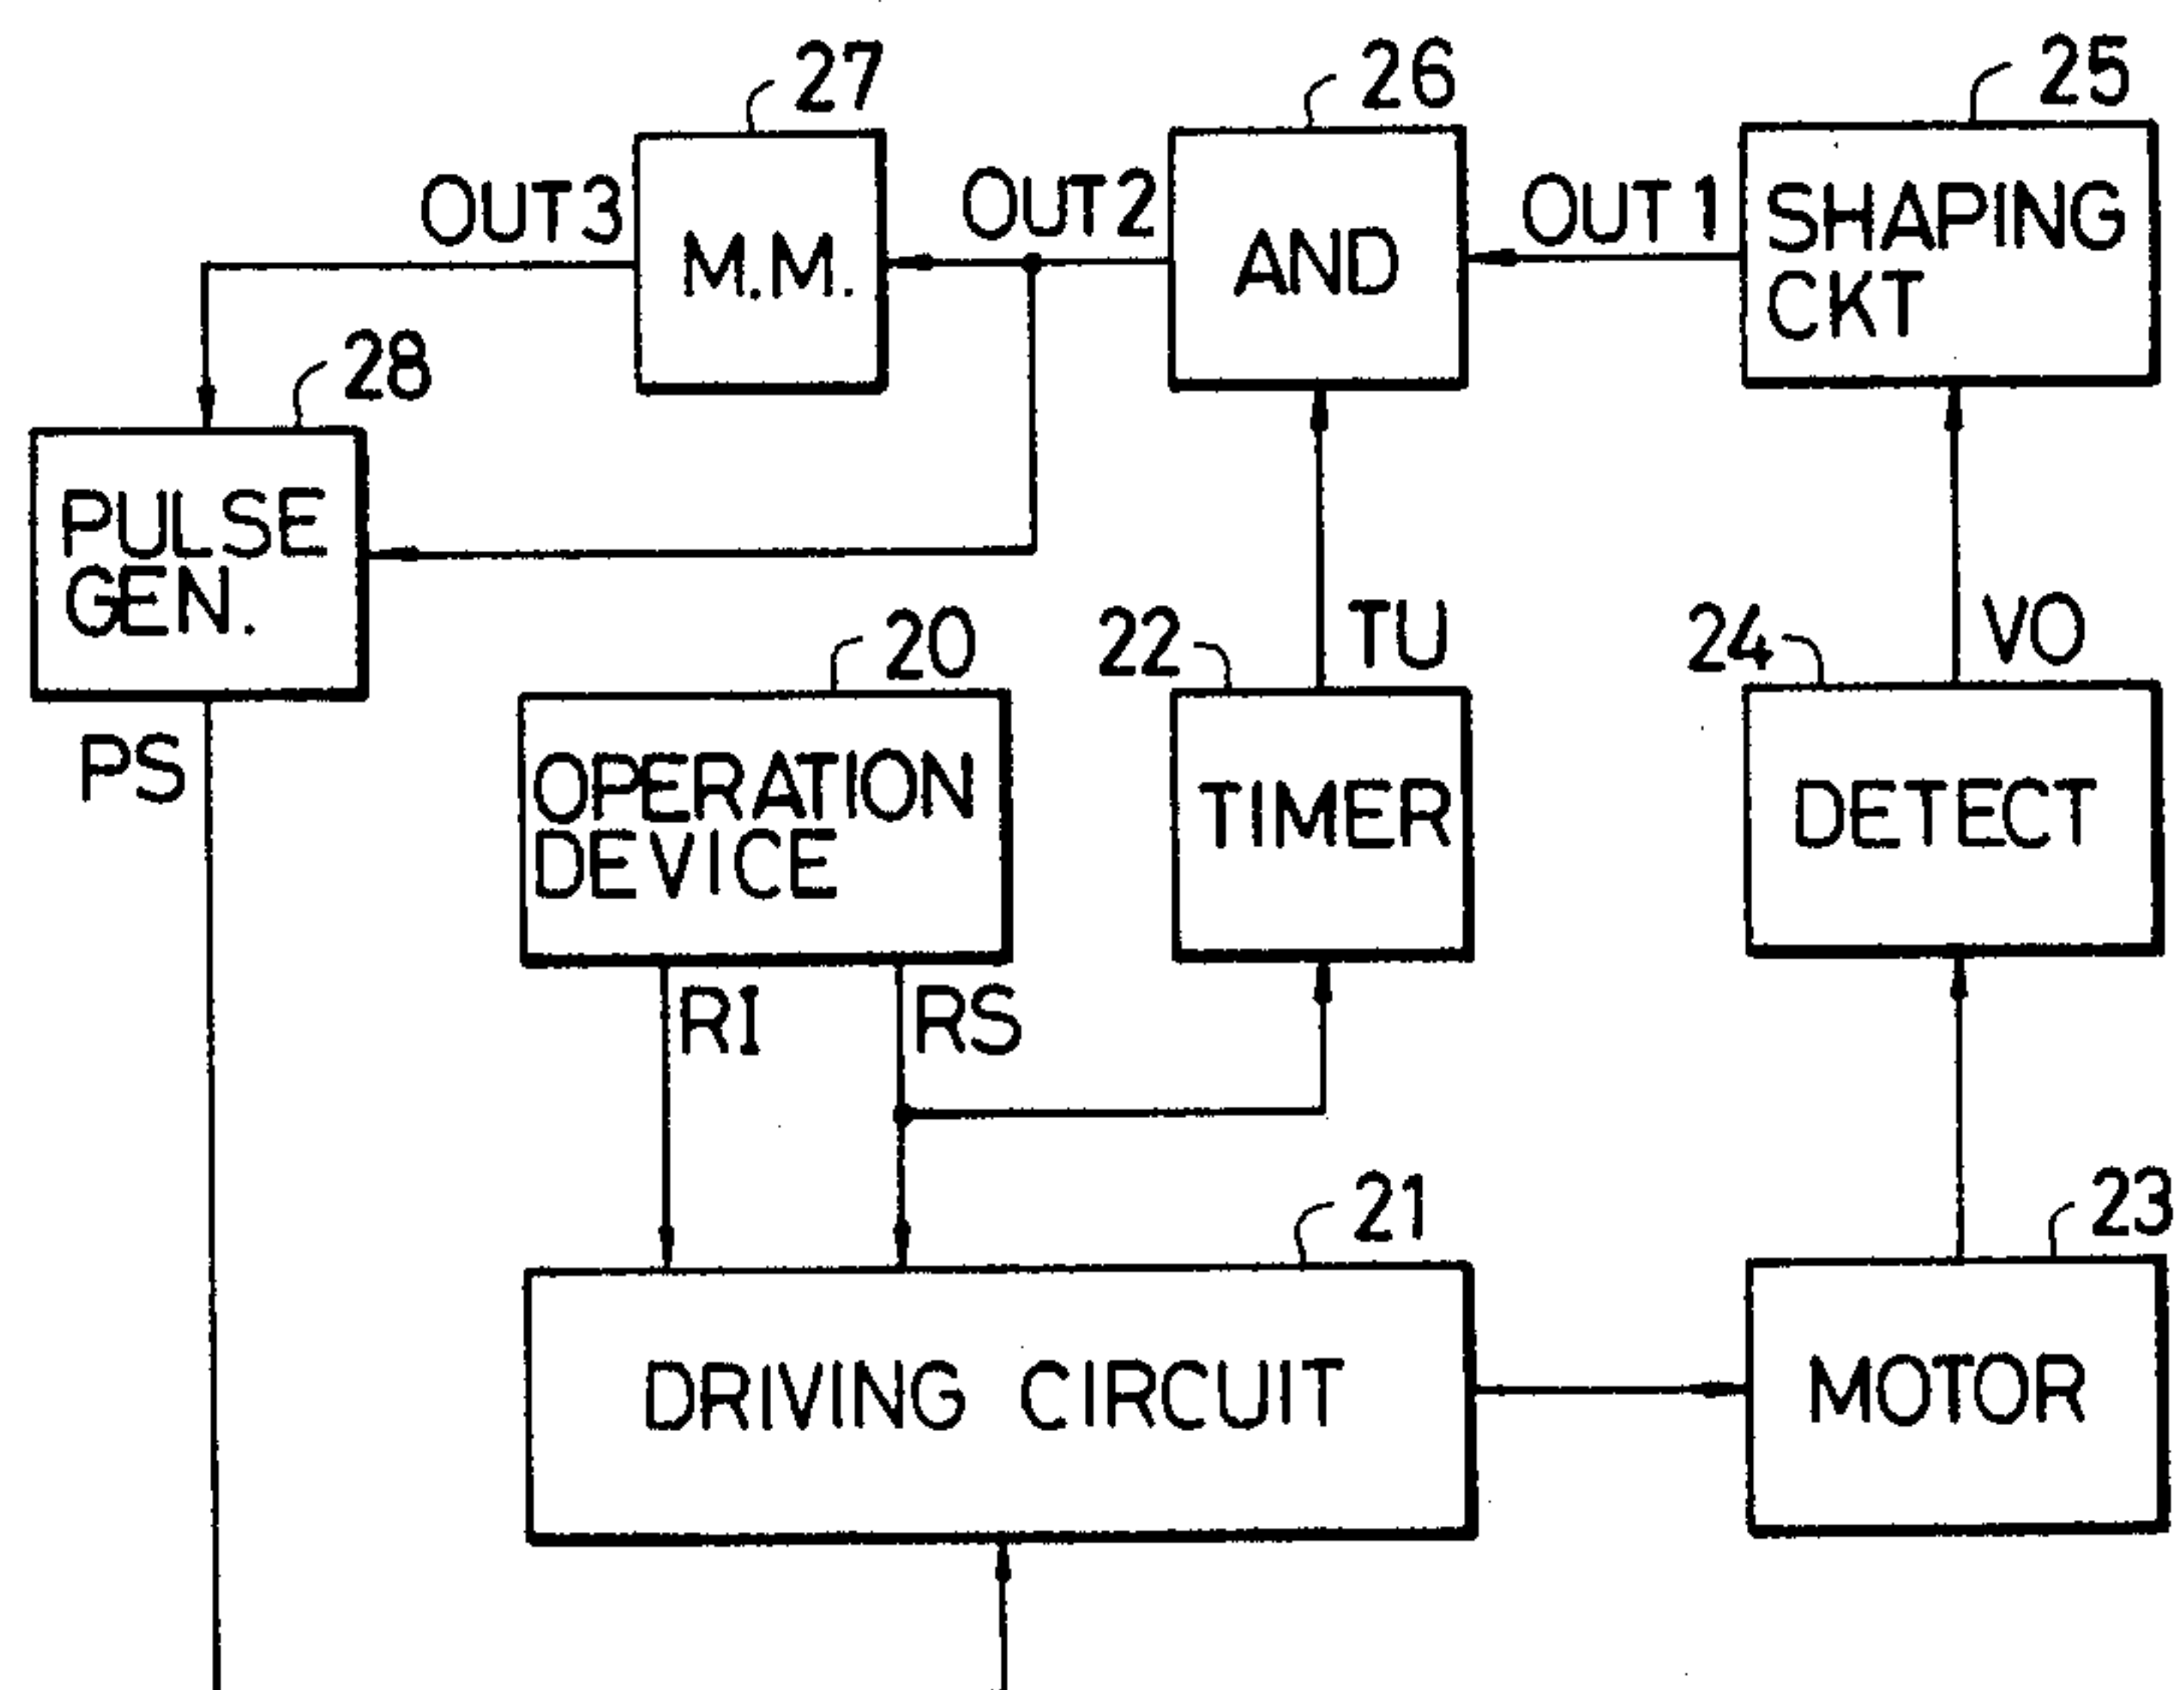 27
26
25
OUT3
M.M.
OUT2
AND
OUT1
SHAPING
CKT
28
PULSE
GEN.
PS
20
OPERATION
DEVICE
22
TU
TIMER
24
VO
DETECT
RI
RS
21
DRIVING CIRCUIT
23
MOTOR